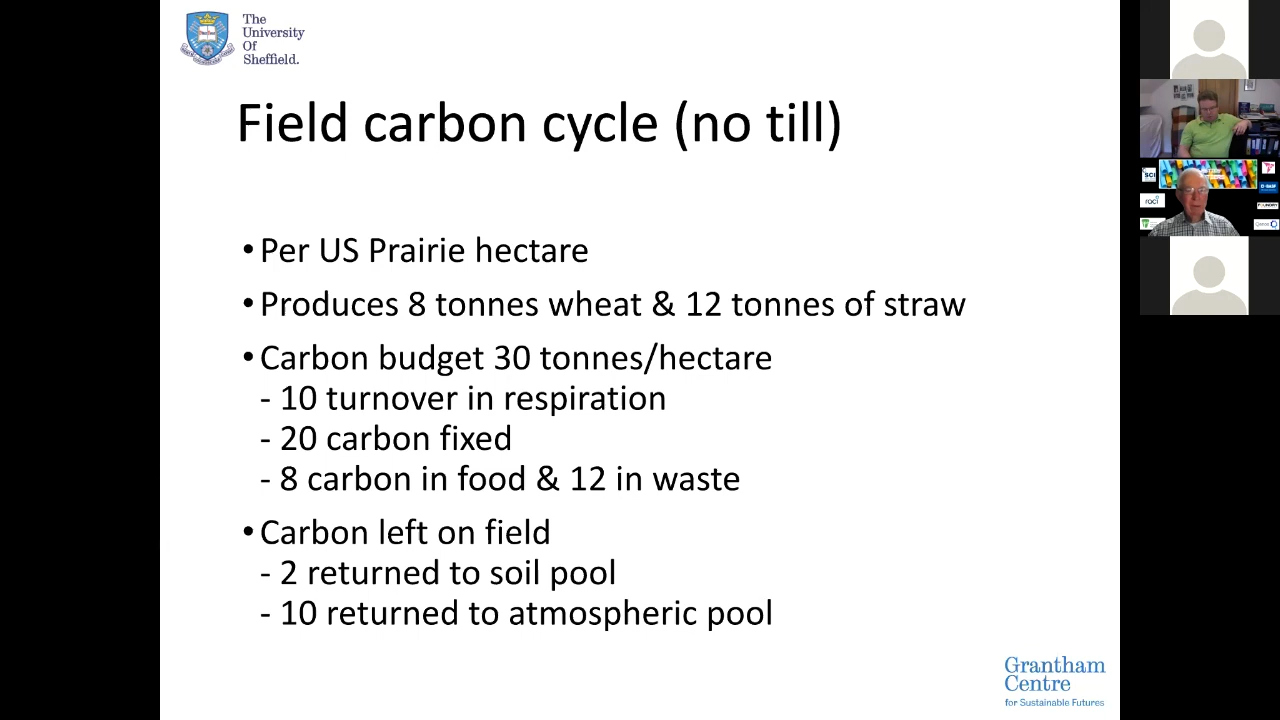 The
University
Of
Sheffield.
Field carbon cycle (no till)
•Per US Prairie hectare
•Produces 8 tonnes wheat & 12 tonnes of straw
•Carbon budget 30 tonnes/hectare
- 10 turnover in respiration
- 20 carbon fixed
- 8 carbon in food & 12 in waste
•Carbon left on field
- 2 returned to soil pool
- 10 returned to atmospheric pool
Grantham
Centre
for Sustainable Futures
SCI
raci